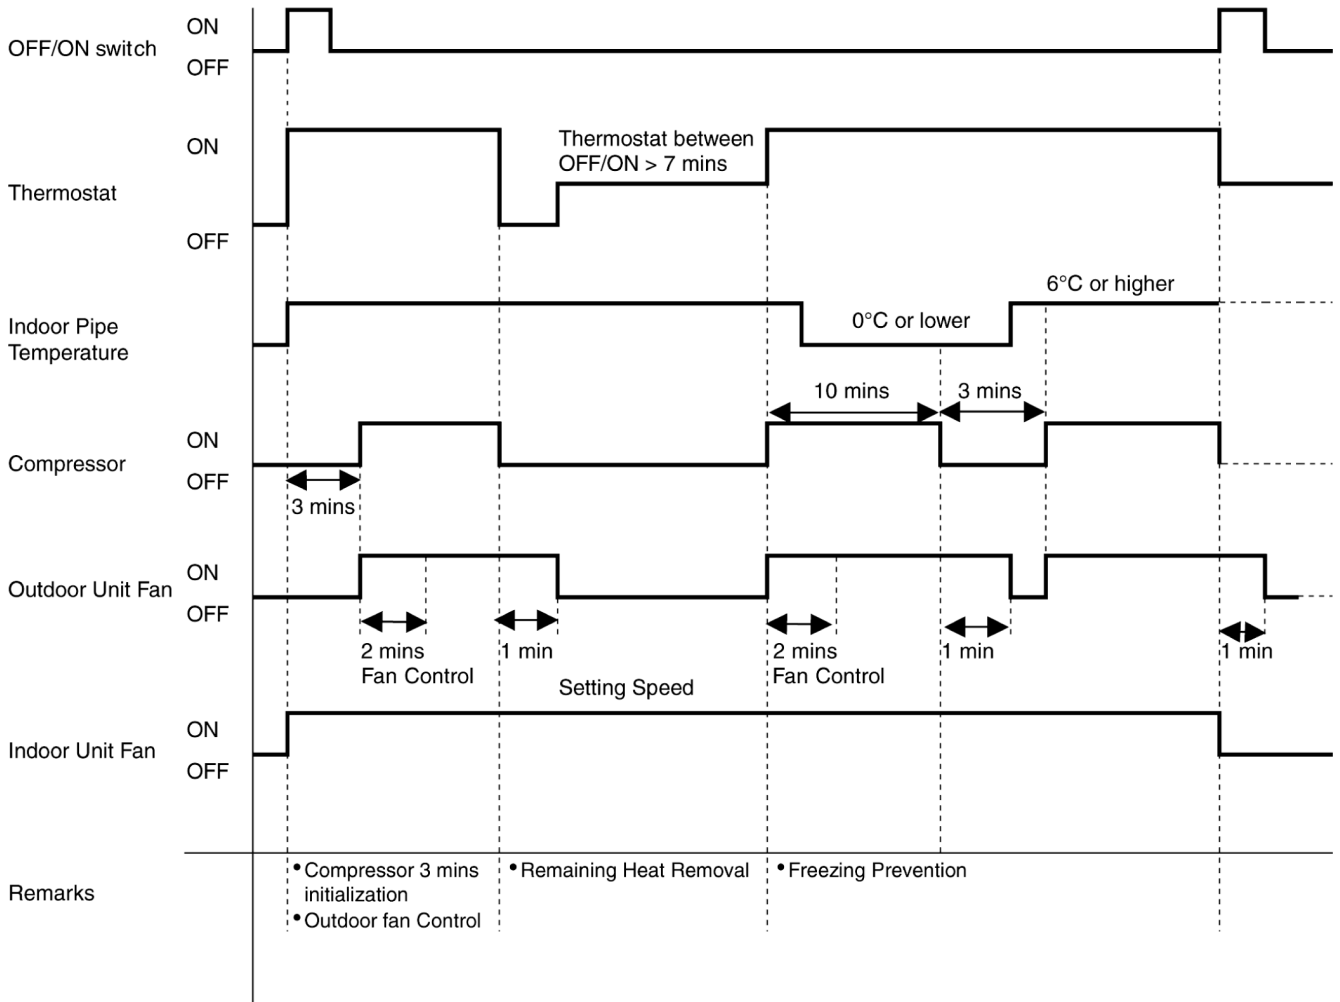 ON
OFF/ON switch
OFF
ON
Thermostat between
OFF/ON > 7 mins
Thermostat
OFF
6°C or higher
Indoor Pipe
Temperature
0°C or lower
10 mins
3 mins
ON
Compressor
OFF
3 mins
ON
Outdoor Unit Fan
OFF
2 mins
Fan Control
1 min
2 mins
Fan Control
1 min
1 min
Setting Speed
ON
Indoor Unit Fan
OFF
Remarks
• Compressor 3 mins
initialization
• Outdoor fan Control
• Remaining Heat Removal
• Freezing Prevention